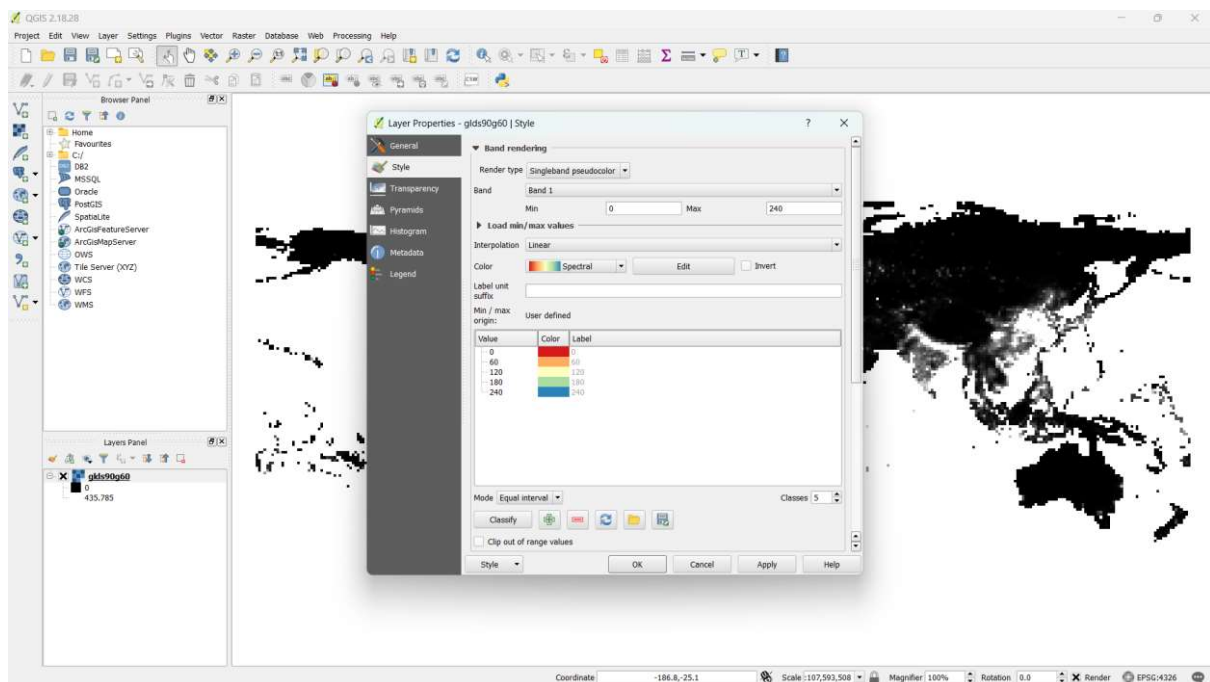 QGIS 2.18.28
Project Edit View Layer Settings Plugins Vector Raster Database Web Processing Help
Browser Panel
Home
Favourites
C:/
DB2
MSSQL
Oracle
PostGIS
SpatiaLite
ArcGisFeatureServer
ArcGisMapServer
OWS
Tile Server (XYZ)
WCS
WFS
WMS
Layers Panel
glds90g60
0
435.785
Layer Properties - glds90g60 | Style
General
Style
Transparency
Pyramids
Histogram
Metadata
Legend
Band rendering
Render type Singleband pseudocolor
Band Band 1
Min 0 Max 240
Load min/max values
Interpolation Linear
Color Spectral Edit Invert
Label unit
suffix
Min / max
origin: User defined
Value Color Label
0 0
60 60
120 120
180 180
240 240
Mode Equal interval Classes 5
Classify
Clip out of range values
Style OK Cancel Apply Help
Coordinate -186.8,-25.1 Scale :107,593,508 Magnifier 100% Rotation 0.0 Render EPSG:4326